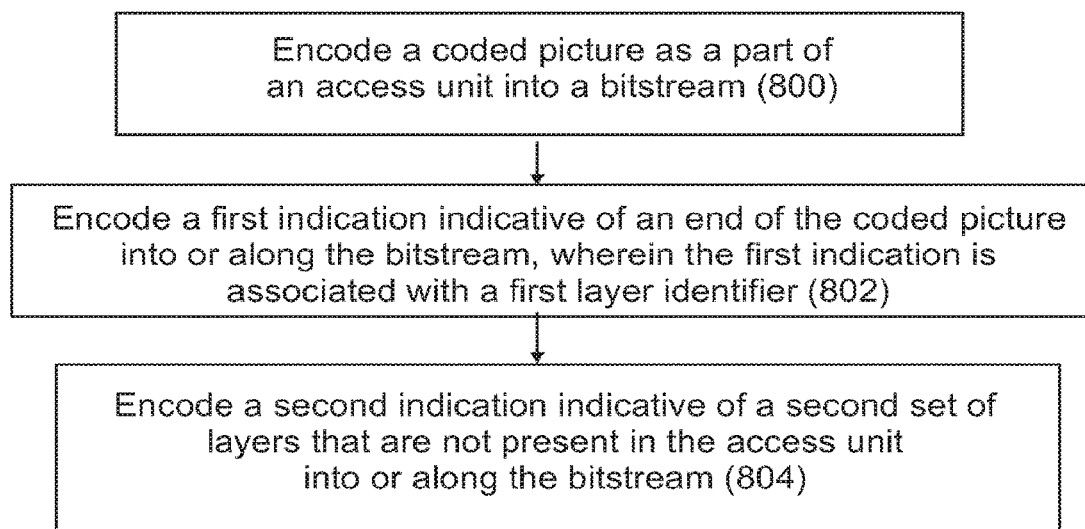 Encode a coded picture as a part of
an access unit into a bitstream (800)
Encode a first indication indicative of an end of the coded picture
into or along the bitstream, wherein the first indication is
associated with a first layer identifier (802)
Encode a second indication indicative of a second set of
layers that are not present in the access unit
into or along the bitstream (804)